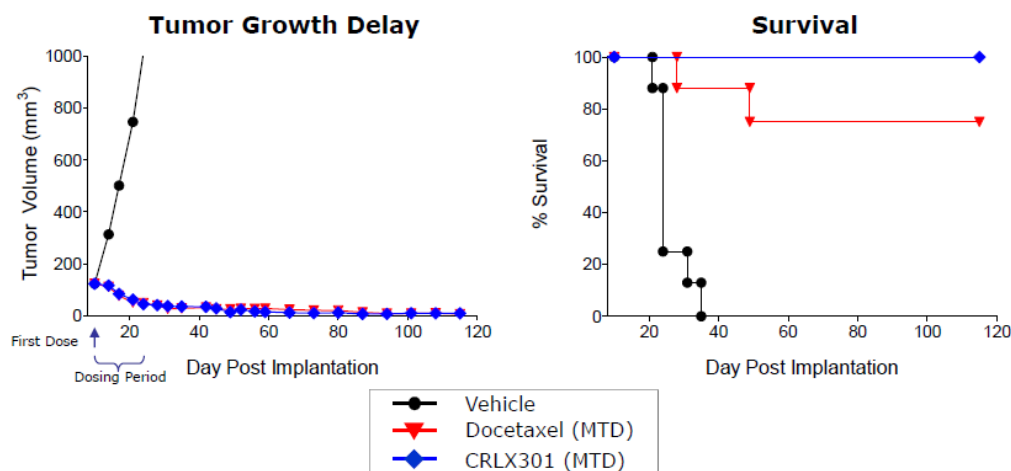 Tumor Growth Delay
Tumor Volume (mm³)
1000
800
600
400
200
0
20
40
60
80
100
120
First Dose
Dosing Period
Day Post Implantation
Survival
% Survival
100
80
60
40
20
0
20
40
60
80
100
120
Day Post Implantation
Vehicle
Docetaxel (MTD)
CRLX301 (MTD)